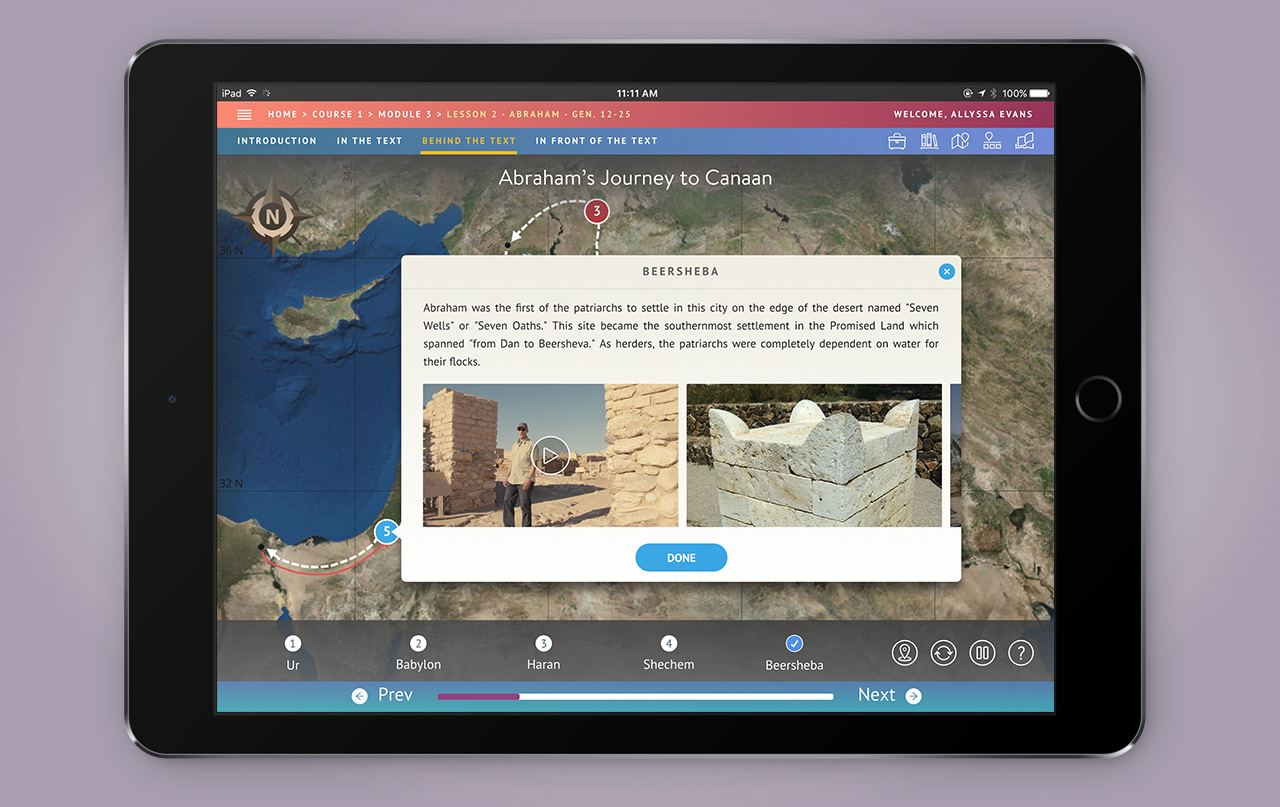 iPad 11:11 AM 100%
HOME > COURSE 1 > MODULE 3 > LESSON 2 - ABRAHAM - GEN. 12-25 WELCOME, ALLYSSA EVANS
INTRODUCTION IN THE TEXT BEHIND THE TEXT IN FRONT OF THE TEXT
Abraham's Journey to Canaan
34 E
N
3
36 N
BEERSHEBA
Abraham was the first of the patriarchs to settle in this city on the edge of the desert named "Seven
Wells" or "Seven Oaths." This site became the southernmost settlement in the Promised Land which
spanned "from Dan to Beersheva." As herders, the patriarchs were completely dependent on water for
their flocks.
32 N
5
DONE
1 2 3 4
Ur Babylon Haran Shechem Beersheba
?
Prev Next